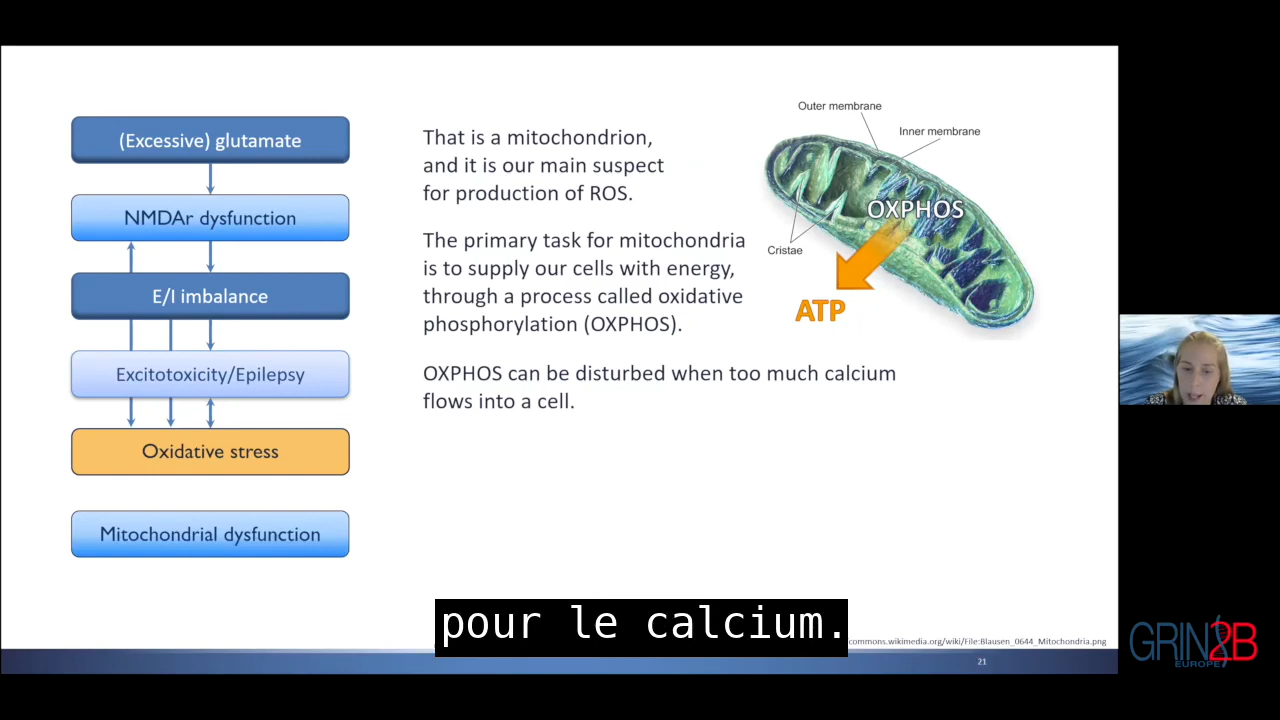 (Excessive) glutamate
NMDAr dysfunction
E/I imbalance
Excitotoxicity/Epilepsy
Oxidative stress
Mitochondrial dysfunction
That is a mitochondrion,
and it is our main suspect
for production of ROS.
The primary task for mitochondria
is to supply our cells with energy,
through a process called oxidative
phosphorylation (OXPHOS).
OXPHOS can be disturbed when too much calcium
flows into a cell.
Outer membrane
Inner membrane
OXPHOS
Cristae
ATP
pour le calcium.
commons.wikimedia.org/wiki/File:Blausen_0644_Mitochondria.png
21
GRIN2B
EUROPE